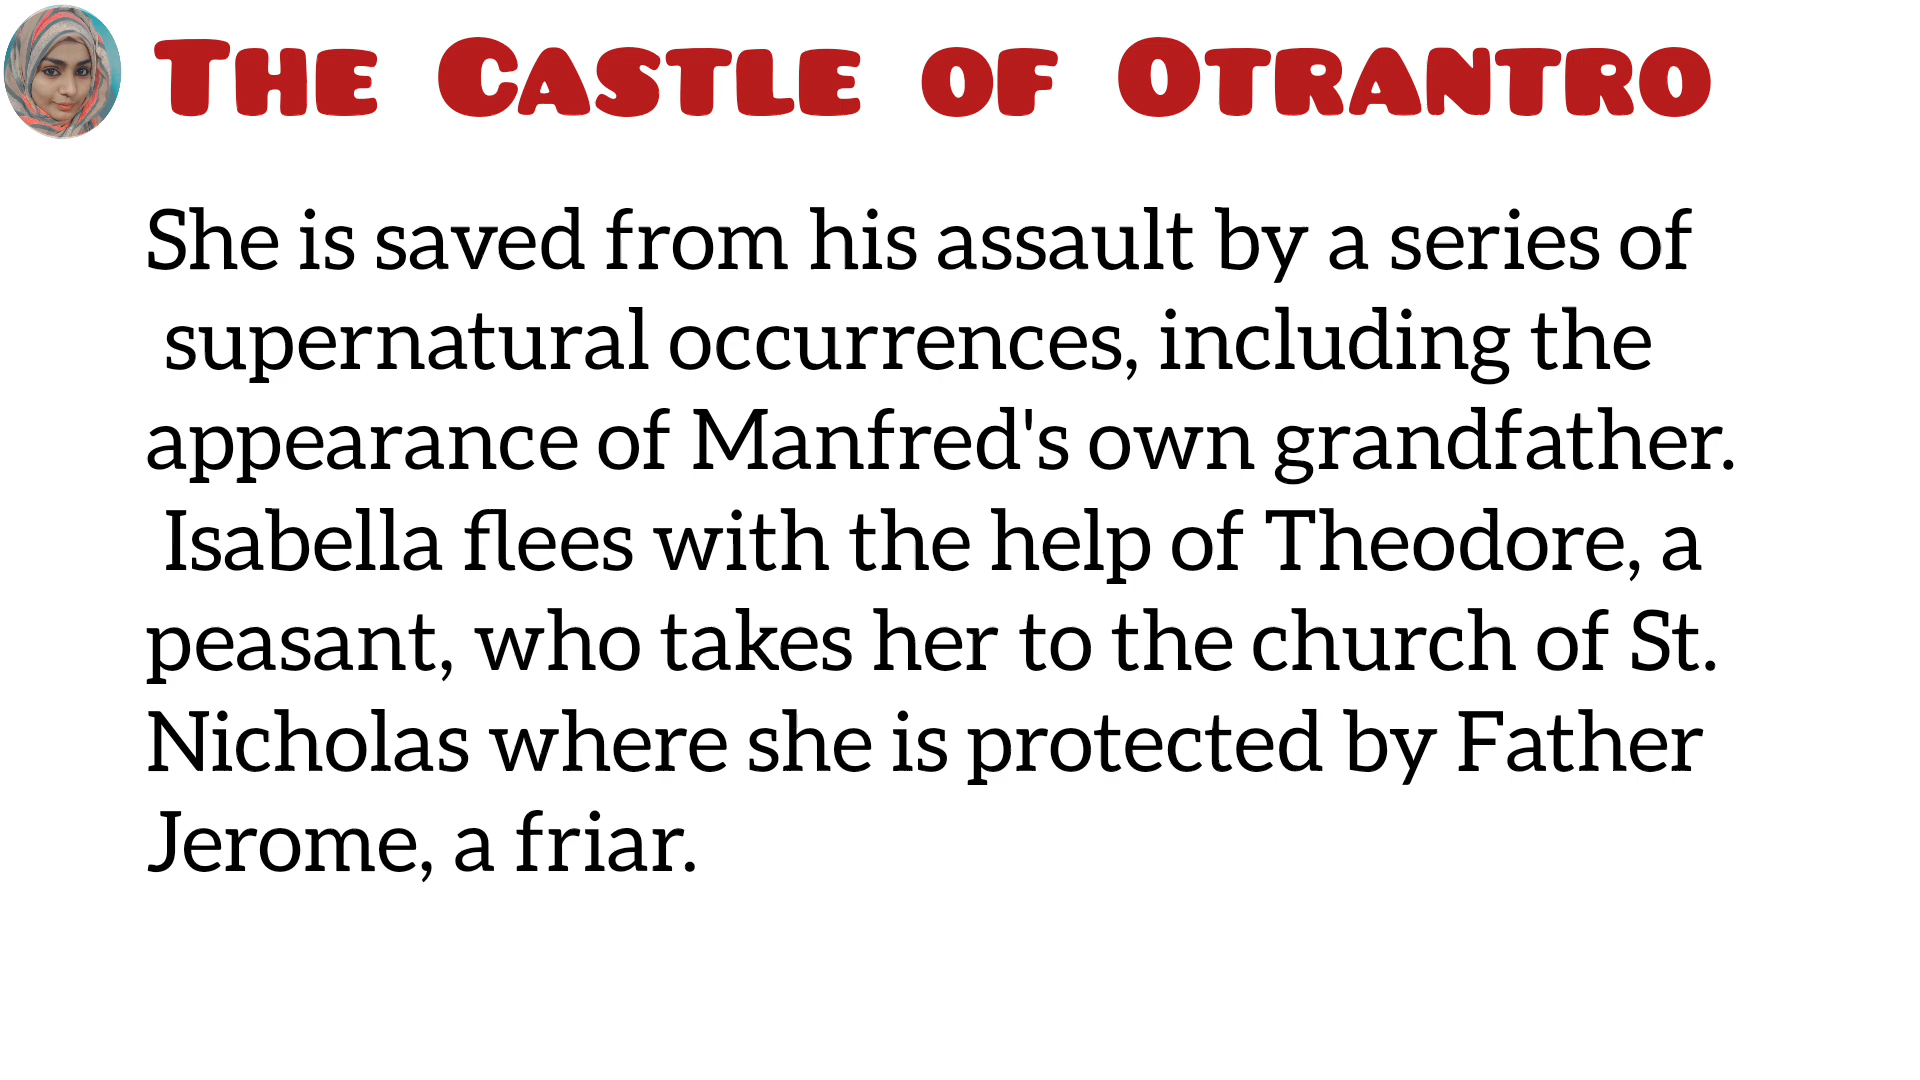 The Castle of Otrantro
She is saved from his assault by a series of
supernatural occurrences, including the
appearance of Manfred's own grandfather.
Isabella flees with the help of Theodore, a
peasant, who takes her to the church of St.
Nicholas where she is protected by Father
Jerome, a friar.